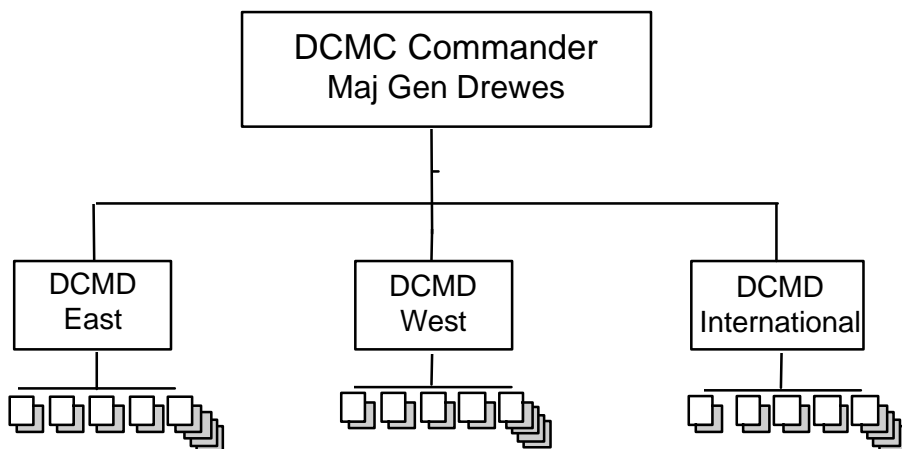 DCMC Commander
Maj Gen Drewes
DCMD
East
DCMD
West
DCMD
International